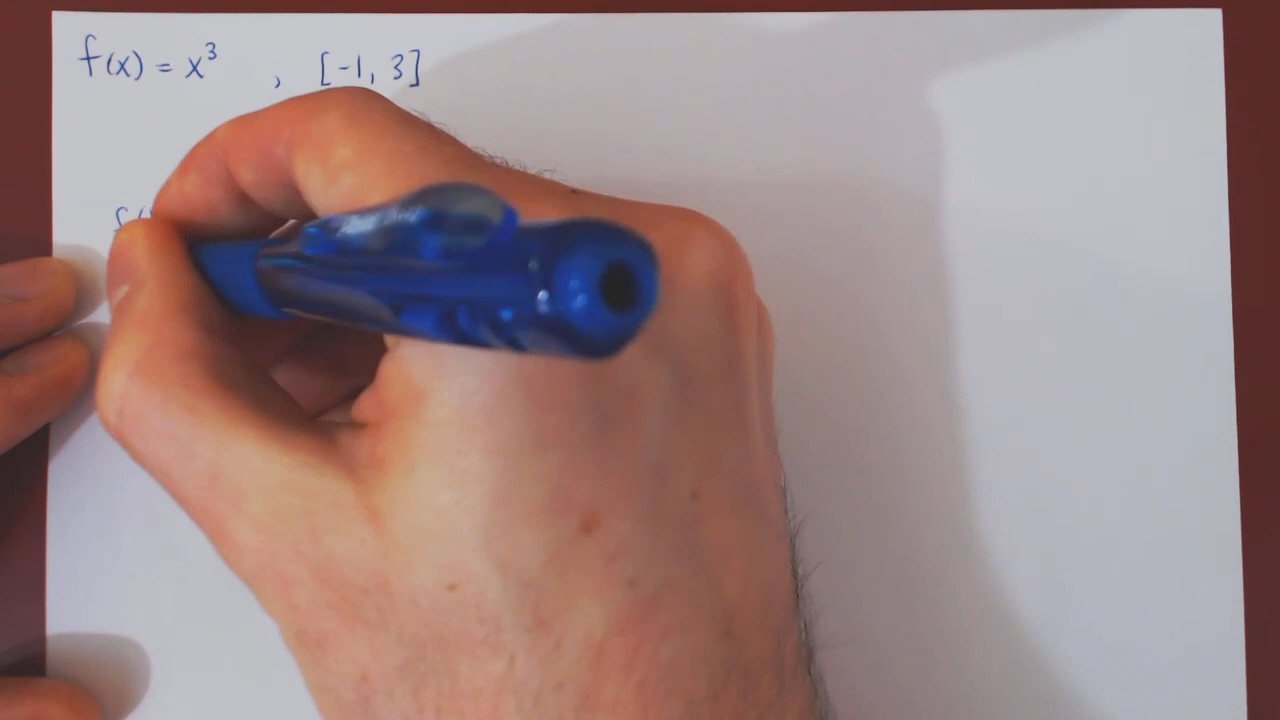 f(x) = x³ , [-1, 3]